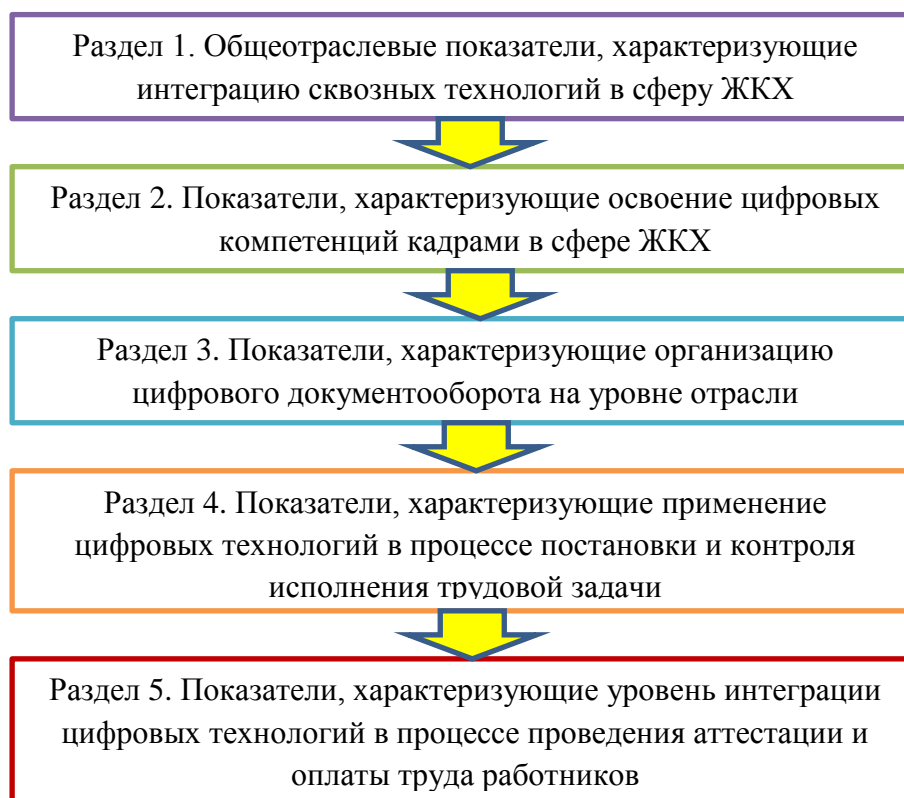 Раздел 1. Общеотраслевые показатели, характеризующие
интеграцию сквозных технологий в сферу ЖКХ
Раздел 2. Показатели, характеризующие освоение цифровых
компетенций кадрами в сфере ЖКХ
Раздел 3. Показатели, характеризующие организацию
цифрового документооборота на уровне отрасли
Раздел 4. Показатели, характеризующие применение
цифровых технологий в процессе постановки и контроля
исполнения трудовой задачи
Раздел 5. Показатели, характеризующие уровень интеграции
цифровых технологий в процессе проведения аттестации и
оплаты труда работников